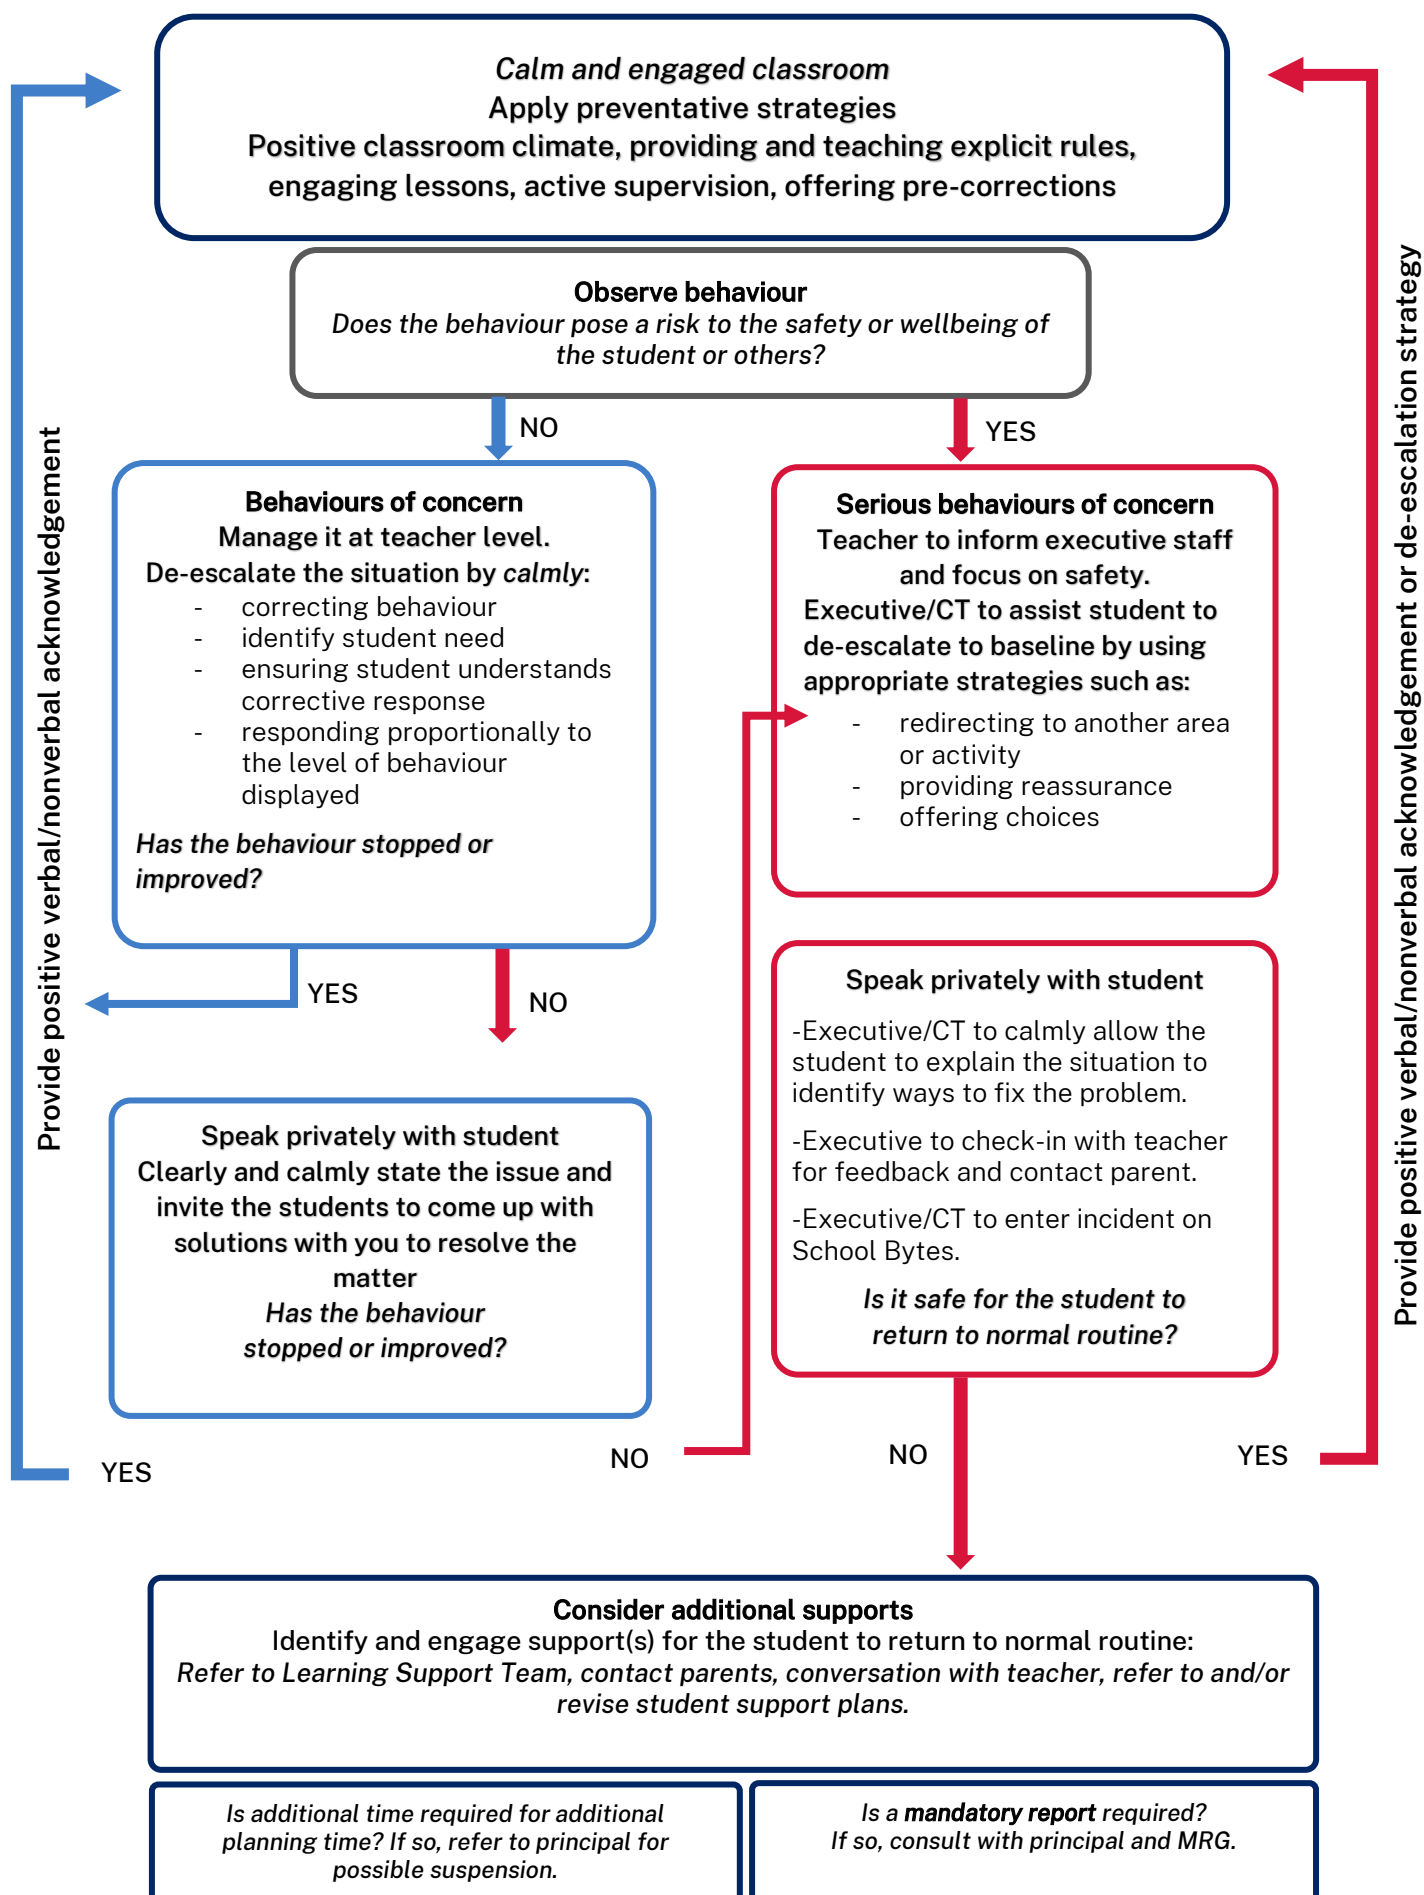 Calm and engaged classroom
Apply preventative strategies
Positive classroom climate, providing and teaching explicit rules,
engaging lessons, active supervision, offering pre-corrections
Observe behaviour
Does the behaviour pose a risk to the safety or wellbeing of
the student or others?
NO
YES
Behaviours of concern
Manage it at teacher level.
De-escalate the situation by calmly:
- correcting behaviour
- identify student need
- ensuring student understands
corrective response
- responding proportionally to
the level of behaviour
displayed
Has the behaviour stopped or
improved?
Serious behaviours of concern
Teacher to inform executive staff
and focus on safety.
Executive/CT to assist student to
de-escalate to baseline by using
appropriate strategies such as:
- redirecting to another area
or activity
- providing reassurance
- offering choices
YES
NO
Speak privately with student
Clearly and calmly state the issue and
invite the students to come up with
solutions with you to resolve the
matter
Has the behaviour
stopped or improved?
Speak privately with student
-Executive/CT to calmly allow the
student to explain the situation to
identify ways to fix the problem.
-Executive to check-in with teacher
for feedback and contact parent.
-Executive/CT to enter incident on
School Bytes.
Is it safe for the student to
return to normal routine?
YES
NO
NO
YES
Provide positive verbal/nonverbal acknowledgement
Provide positive verbal/nonverbal acknowledgement or de-escalation strategy
Consider additional supports
Identify and engage support(s) for the student to return to normal routine:
Refer to Learning Support Team, contact parents, conversation with teacher, refer to and/or
revise student support plans.
Is additional time required for additional
planning time? If so, refer to principal for
possible suspension.
Is a mandatory report required?
If so, consult with principal and MRG.